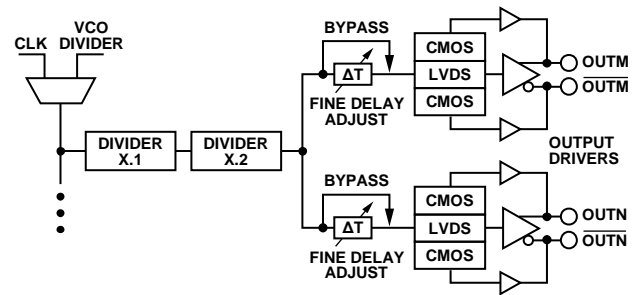 CLK
VCO
DIVIDER
DIVIDER
X.1
DIVIDER
X.2
BYPASS
ΔT
FINE DELAY
ADJUST
CMOS
LVDS
CMOS
OUTM
OUTM
OUTPUT
DRIVERS
BYPASS
ΔT
FINE DELAY
ADJUST
CMOS
LVDS
CMOS
OUTN
OUTN